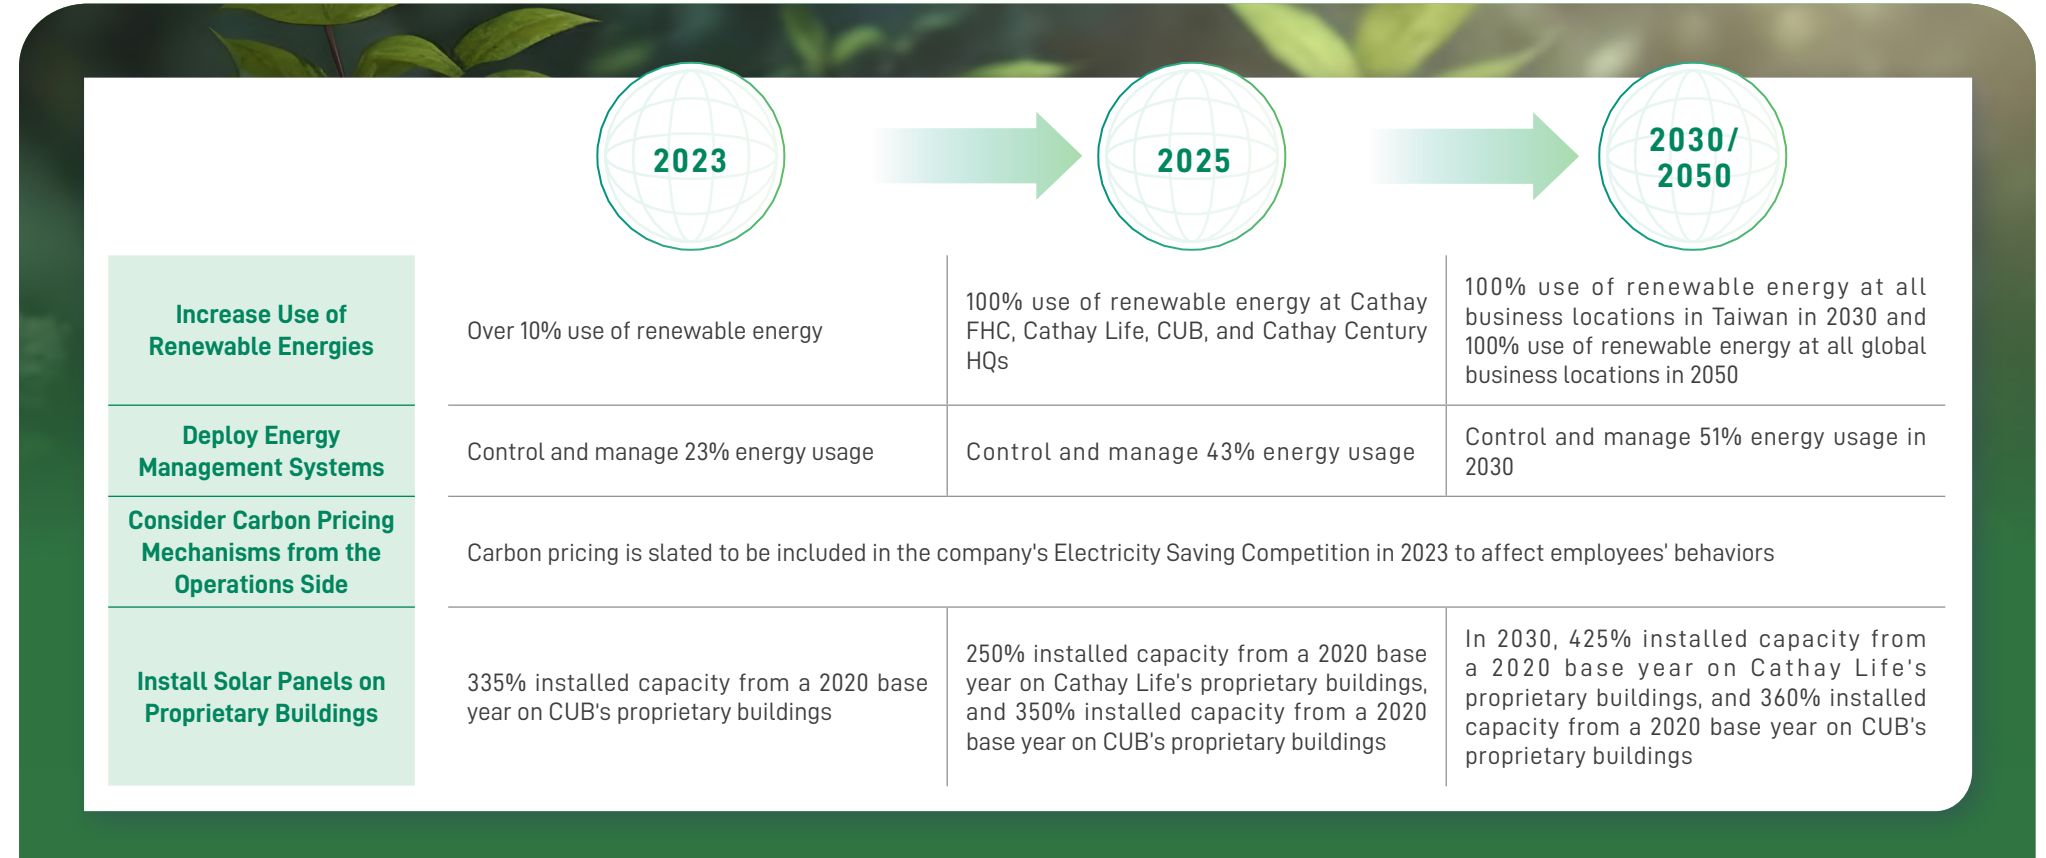 2023
2025
2030/
2050
Increase Use of
Renewable Energies
Over 10% use of renewable energy
100% use of renewable energy at Cathay
FHC, Cathay Life, CUB, and Cathay Century
HQs
100% use of renewable energy at all
business locations in Taiwan in 2030 and
100% use of renewable energy at all global
business locations in 2050
Deploy Energy
Management Systems
Control and manage 23% energy usage
Control and manage 43% energy usage
Control and manage 51% energy usage in
2030
Consider Carbon Pricing
Mechanisms from the
Operations Side
Carbon pricing is slated to be included in the company's Electricity Saving Competition in 2023 to affect employees' behaviors
Install Solar Panels on
Proprietary Buildings
335% installed capacity from a 2020 base
year on CUB's proprietary buildings
250% installed capacity from a 2020 base
year on Cathay Life's proprietary buildings,
and 350% installed capacity from a 2020
base year on CUB's proprietary buildings
In 2030, 425% installed capacity from
a 2020 base year on Cathay Life's
proprietary buildings, and 360% installed
capacity from a 2020 base year on CUB's
proprietary buildings